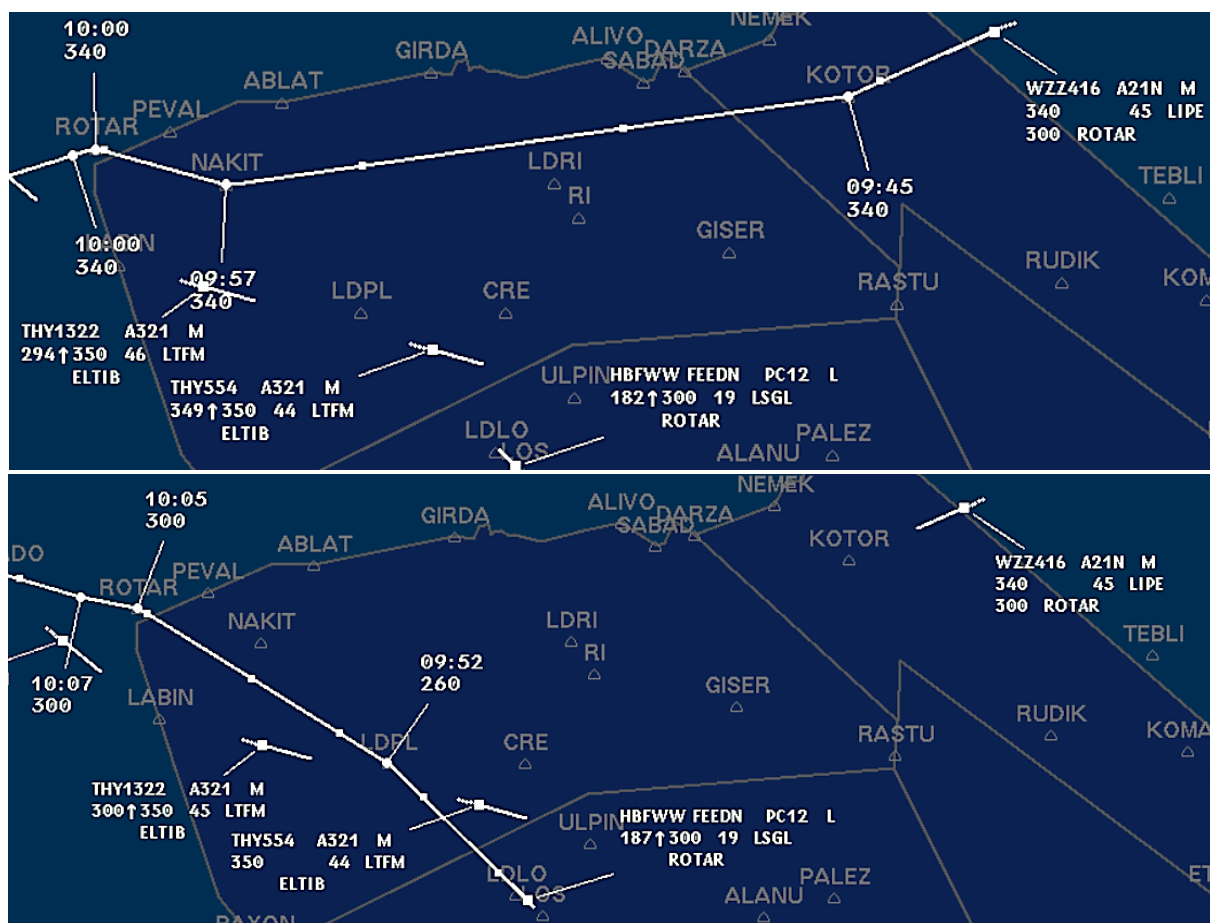 10:00
340
NEMEK
ALIVO
GIRDA
DARZA
SABAD
KOTOR
ABLAT
PEVAL
ROTAR
WZZ416 A21N M
340 45 LIPE
300 ROTAR
NAKIT
LDRI
TEBLI
RI
09:45
340
10:00
340
LABIN
GISER
09:57
340
RUDIK
KOM
RASTU
LDPL
CRE
THY1322 A321 M
294↑350 46 LTFM
ELTIB
THY554 A321 M
349↑350 44 LTFM
ELTIB
ULPIN
HBFWW FEEDN PC12 L
182↑300 19 LSGL
ROTAR
LDLO
LOS
ALANU
PALEZ
10:05
300
NEMEK
ALIVO
GIRDA
DARZA
SABAD
KOTOR
ABLAT
ADO
PEVAL
ROTAR
WZZ416 A21N M
340 45 LIPE
300 ROTAR
NAKIT
LDRI
TEBLI
RI
09:52
260
10:07
300
LABIN
GISER
RUDIK
KOMA
RASTU
LDPL
CRE
THY1322 A321 M
300↑350 45 LTFM
ELTIB
THY554 A321 M
350 44 LTFM
ELTIB
ULPIN
HBFWW FEEDN PC12 L
187↑300 19 LSGL
ROTAR
LDLO
LOS
ALANU
PALEZ
ET